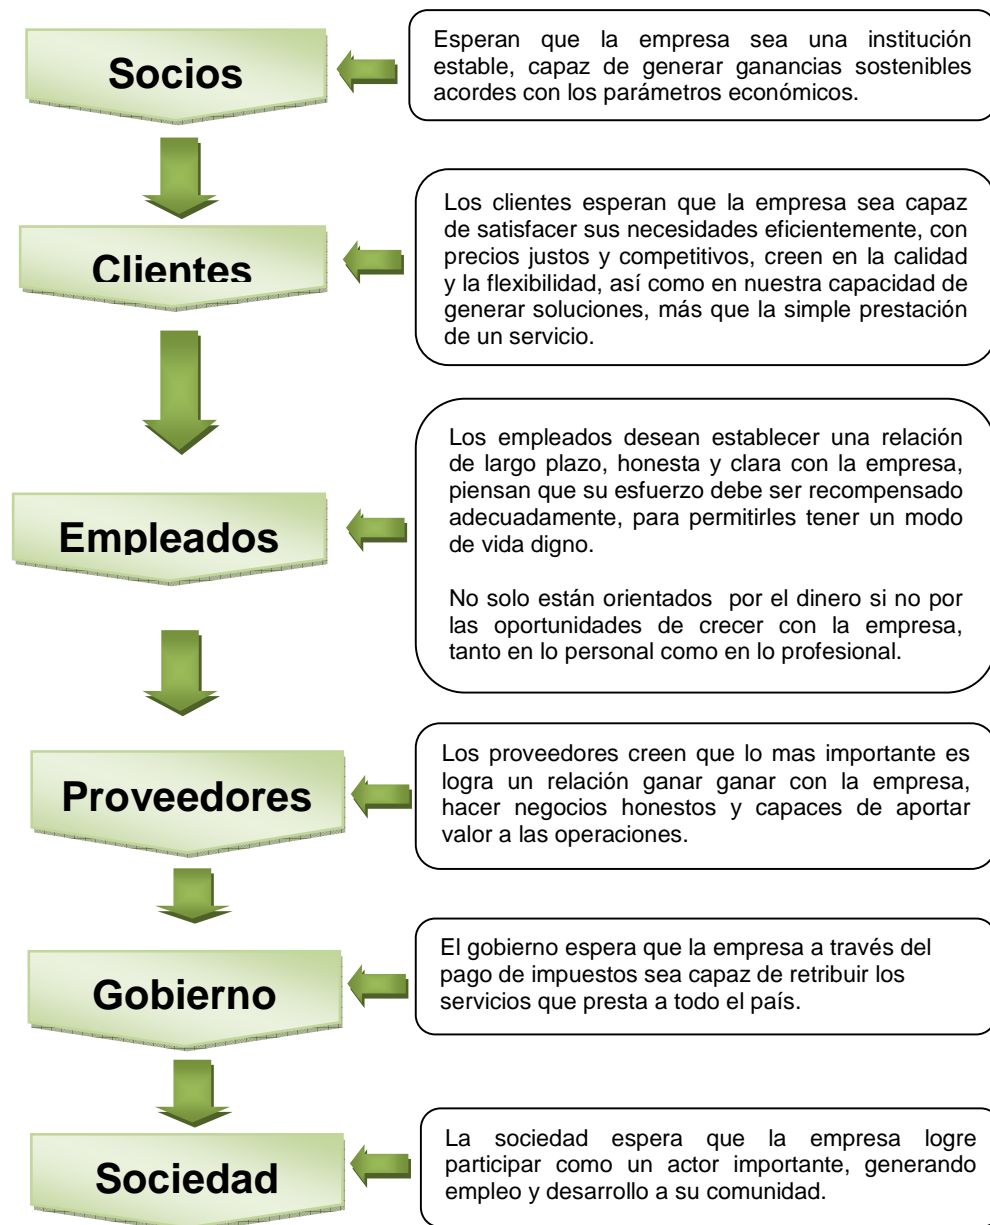 Socios
Esperan que la empresa sea una institución
estable, capaz de generar ganancias sostenibles
acordes con los parámetros económicos.
Clientes
Los clientes esperan que la empresa sea capaz
de satisfacer sus necesidades eficientemente, con
precios justos y competitivos, creen en la calidad
y la flexibilidad, así como en nuestra capacidad de
generar soluciones, más que la simple prestación
de un servicio.
Empleados
Los empleados desean establecer una relación
de largo plazo, honesta y clara con la empresa,
piensan que su esfuerzo debe ser recompensado
adecuadamente, para permitirles tener un modo
de vida digno.
No solo están orientados por el dinero si no por
las oportunidades de crecer con la empresa,
tanto en lo personal como en lo profesional.
Proveedores
Los proveedores creen que lo mas importante es
logra un relación ganar ganar con la empresa,
hacer negocios honestos y capaces de aportar
valor a las operaciones.
Gobierno
El gobierno espera que la empresa a través del
pago de impuestos sea capaz de retribuir los
servicios que presta a todo el país.
Sociedad
La sociedad espera que la empresa logre
participar como un actor importante, generando
empleo y desarrollo a su comunidad.